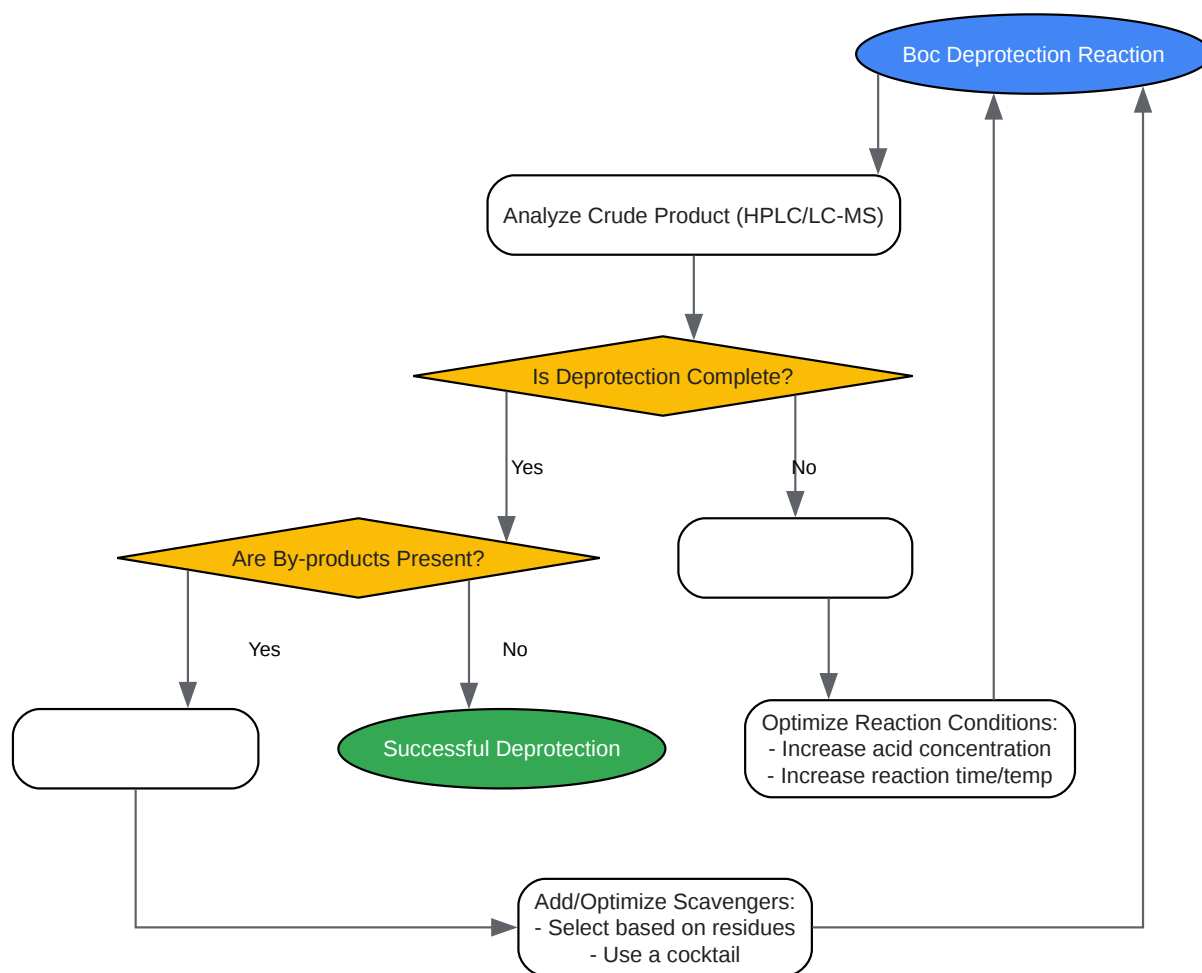 Boc Deprotection Reaction
Analyze Crude Product (HPLC/LC-MS)
Is Deprotection Complete?
Yes
No
Are By-products Present?
Yes
No
Successful Deprotection
Optimize Reaction Conditions:
- Increase acid concentration
- Increase reaction time/temp
Add/Optimize Scavengers:
- Select based on residues
- Use a cocktail